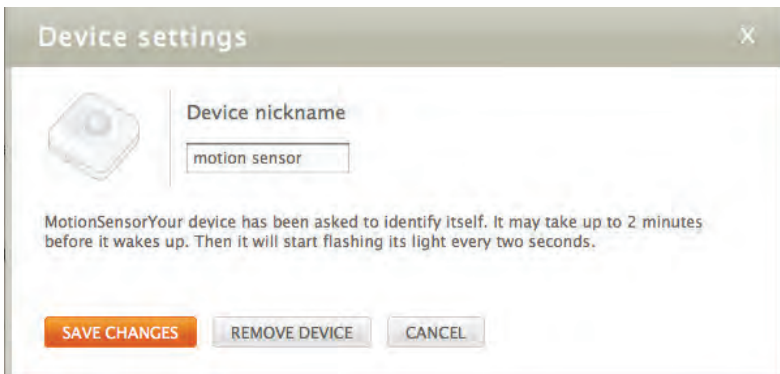 Device settings X
Device nickname
motion sensor
MotionSensorYour device has been asked to identify itself. It may take up to 2 minutes
before it wakes up. Then it will start flashing its light every two seconds.
SAVE CHANGES REMOVE DEVICE CANCEL